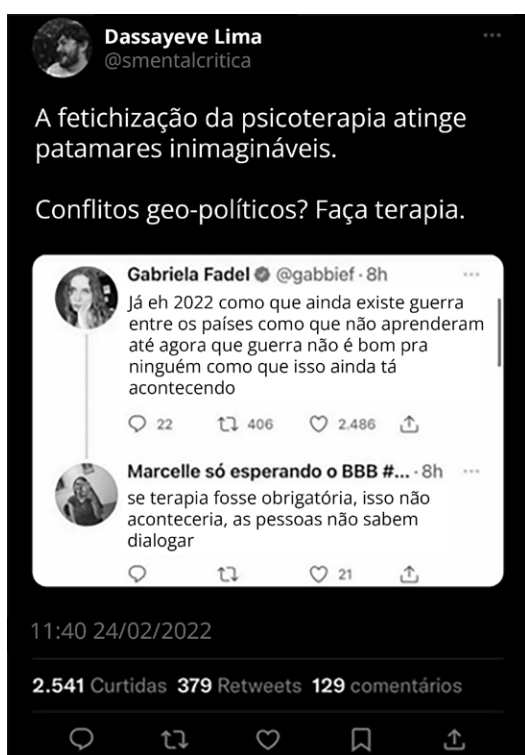 Dassayeve Lima
@smentalcritica
A fetichização da psicoterapia atinge
patamares inimagináveis.
Conflitos geo-políticos? Faça terapia.
Gabriela Fadel @gabbief · 8h
Já eh 2022 como que ainda existe guerra
entre os países como que não aprenderam
até agora que guerra não é bom pra
ninguém como que isso ainda tá
acontecendo
22 406 2.486
Marcelle só esperando o BBB #... · 8h
se terapia fosse obrigatória, isso não
aconteceria, as pessoas não sabem
dialogar
21
11:40 24/02/2022
2.541 Curtidas 379 Retweets 129 comentários